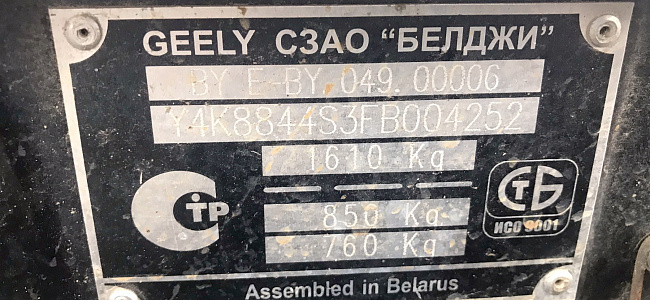 GEELY СЗАО “БЕЛДЖИ”
BY E-BY 049 00006
Y4K8844S3FB004252
1610 Kg
850 Kg
760 Kg
СТР
СТБ
ИСО 9001
Assembled in Belarus